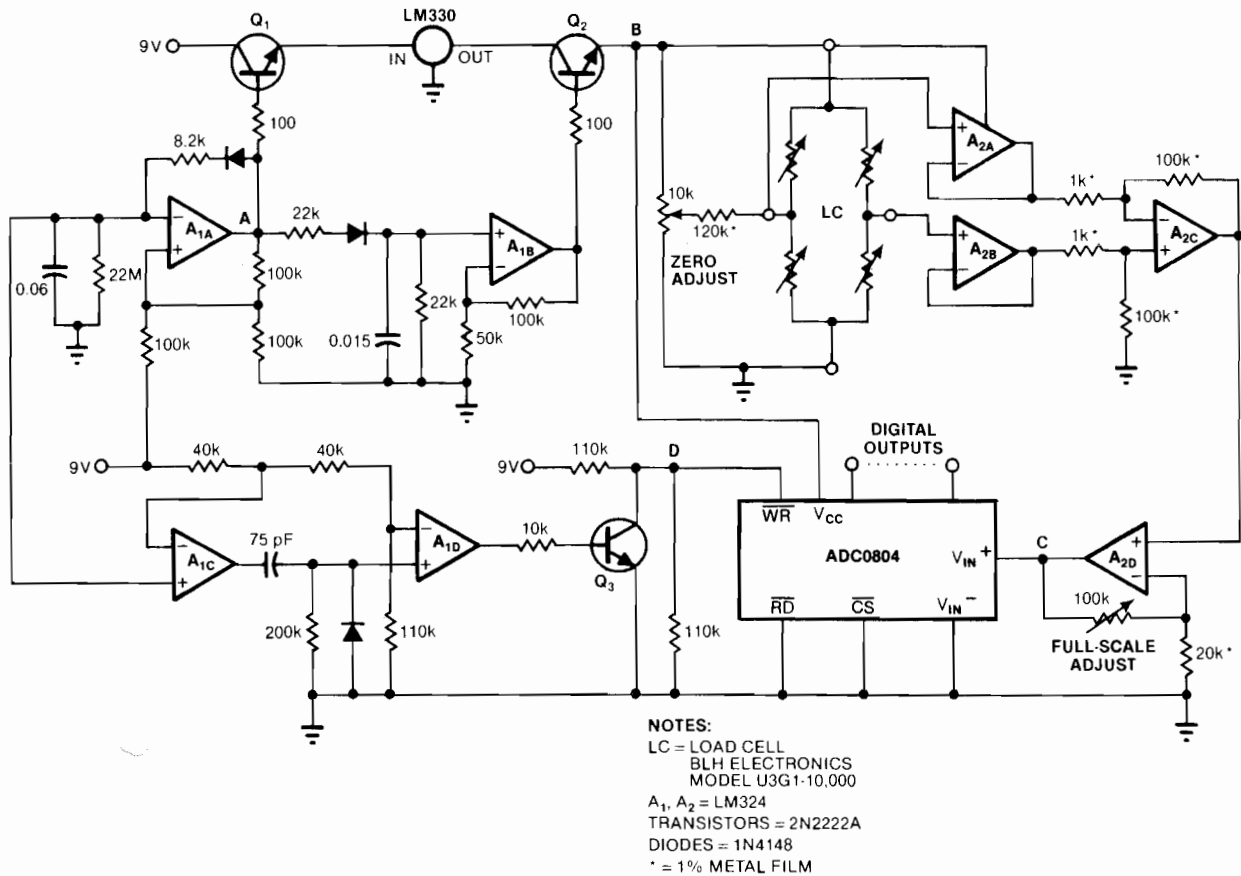 Q1
LM330
Q2
9V
IN
OUT
B
100
100
8.2k
A2A
A
A1A
22k
A1B
10k
120k*
LC
1k*
100k*
ZERO ADJUST
A2B
1k*
A2C
0.06
22M
100k
100k
100k
0.015
22k
50k
100k
100k*
9V
40k
40k
9V
110k
D
DIGITAL OUTPUTS
WR
VCC
ADC0804
A1C
75 pF
A1D
10k
Q3
VIN+
C
A2D
RD
CS
VIN−
200k
110k
110k
100k
FULL-SCALE ADJUST
20k*
NOTES:
LC = LOAD CELL
BLH ELECTRONICS
MODEL U3G1-10,000
A1, A2 = LM324
TRANSISTORS = 2N2222A
DIODES = 1N4148
* = 1% METAL FILM